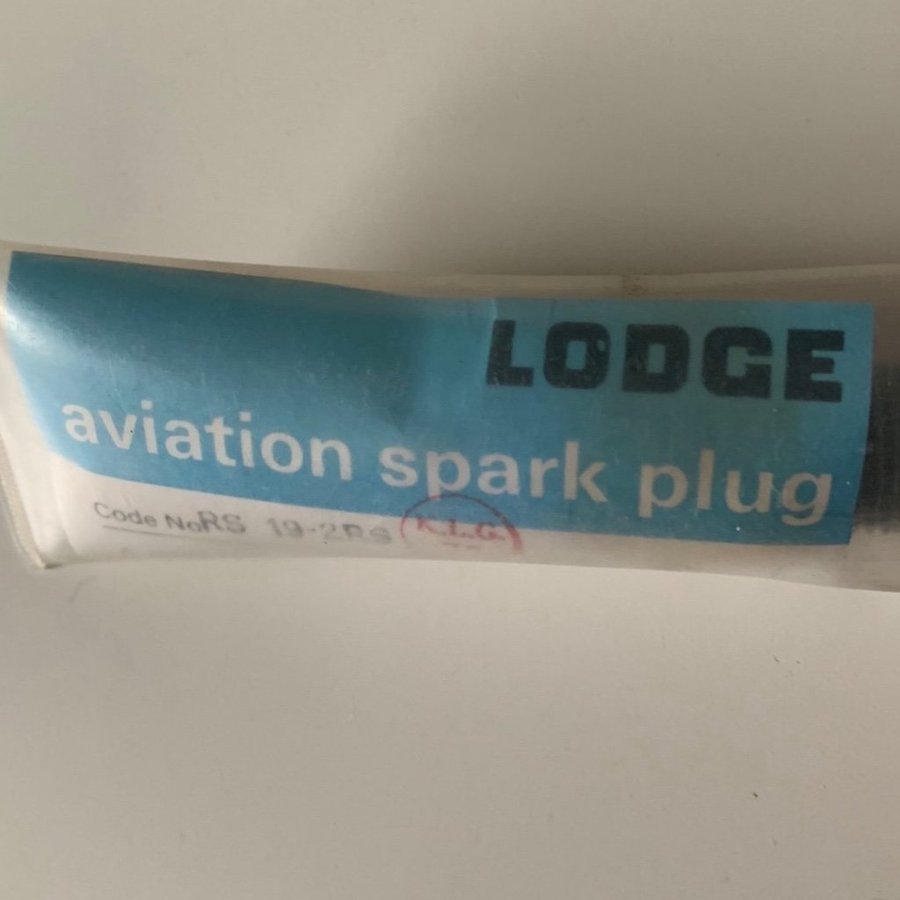 LODGE
aviation spark plug
Code No RS 19-2RS
K.L.G.